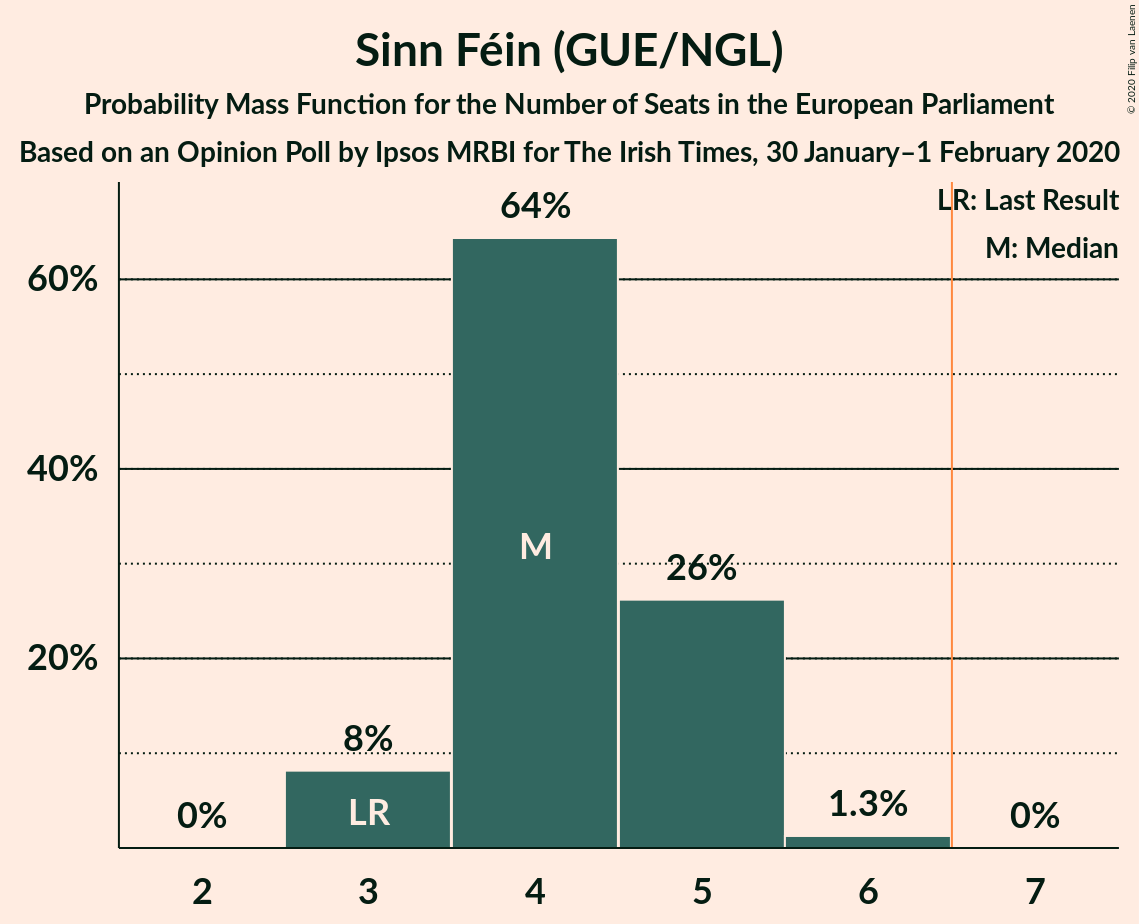 Sinn Féin (GUE/NGL)
Probability Mass Function for the Number of Seats in the European Parliament
Based on an Opinion Poll by Ipsos MRBI for The Irish Times, 30 January–1 February 2020
© 2020 Filip van Laenen
LR: Last Result
M: Median
64%
60%
M
40%
26%
20%
8%
LR
1.3%
0%
0%
2 3 4 5 6 7